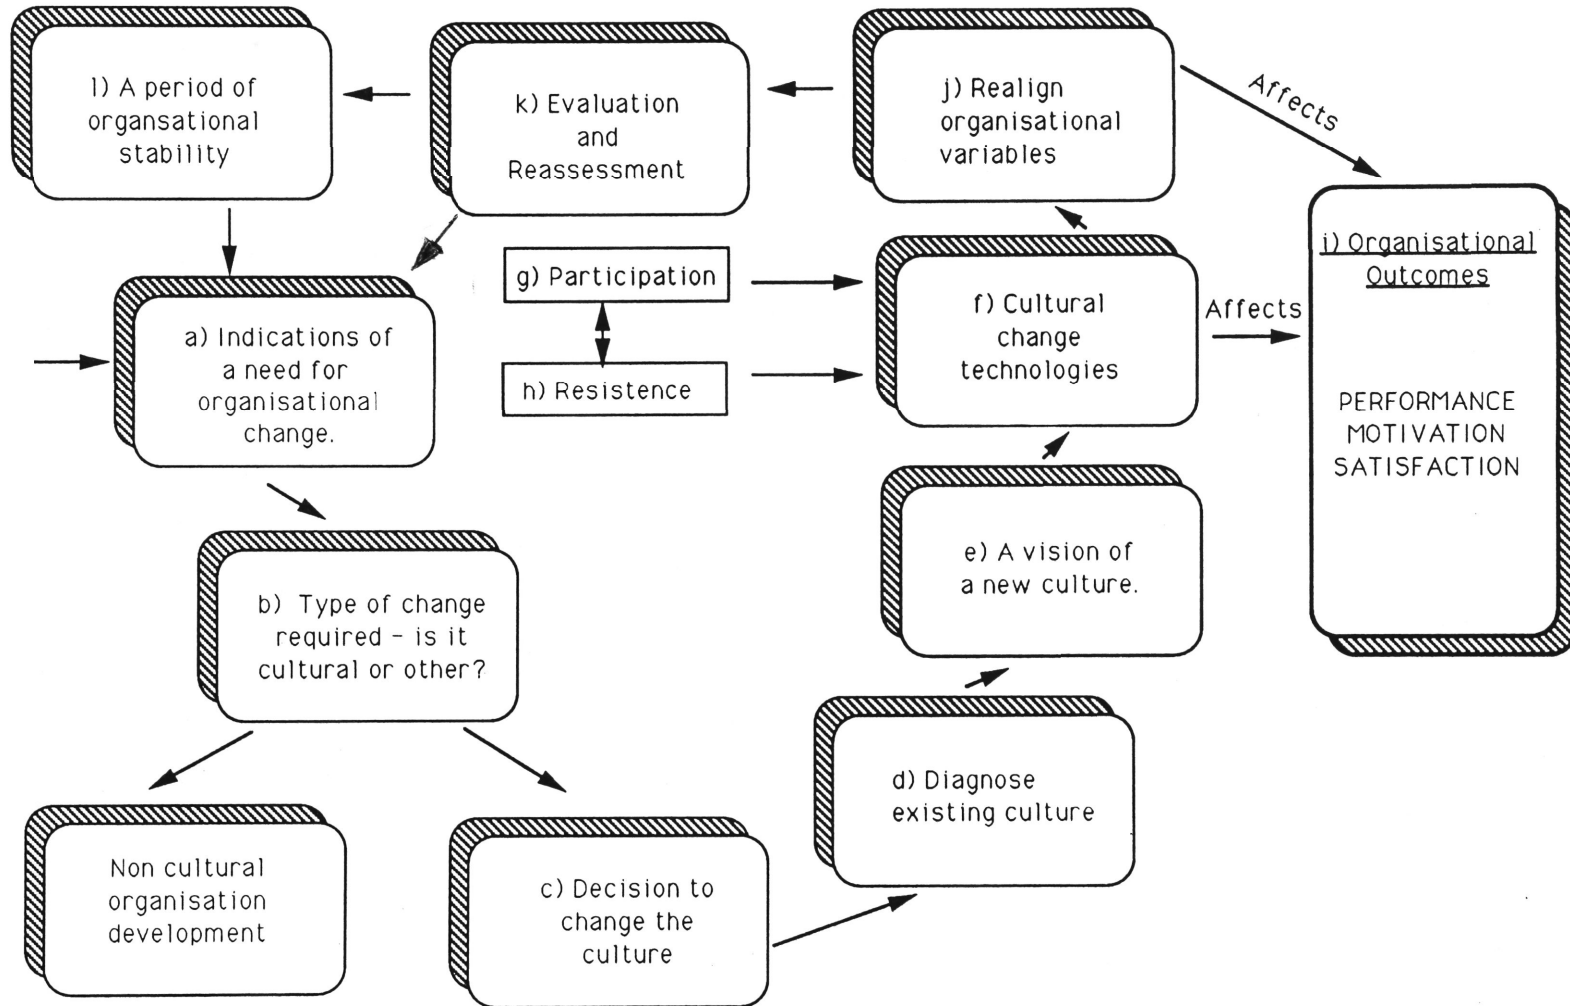 l) A period of
organsational
stability
k) Evaluation
and
Reassessment
j) Realign
organisational
variables
Affects
i) Organisational
Outcomes
PERFORMANCE
MOTIVATION
SATISFACTION
g) Participation
h) Resistence
f) Cultural
change
technologies
Affects
a) Indications of
a need for
organisational
change.
e) A vision of
a new culture.
b) Type of change
required - is it
cultural or other?
d) Diagnose
existing culture
Non cultural
organisation
development
c) Decision to
change the
culture